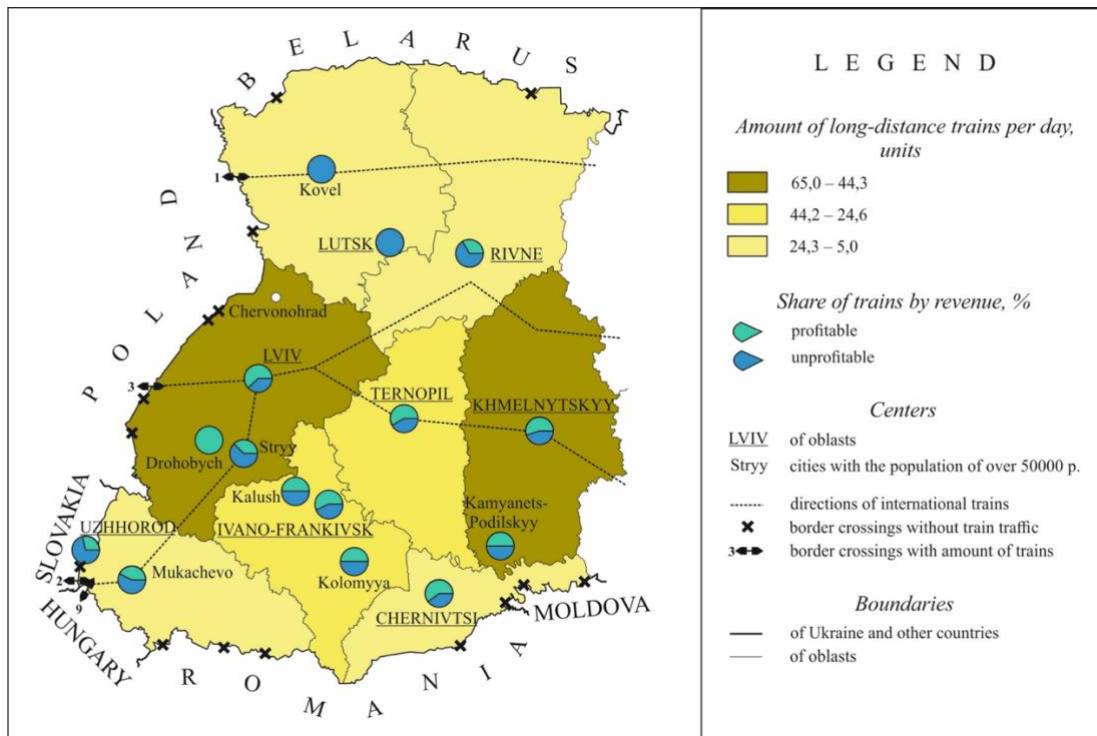 BELARUS
POLAND
1
Kovel
LUTSK
RIVNE
Chervonohrad
LVIV
3
TERNOPIL
KHMELNYTSKYY
Drohobych
Stryy
Kalush
Kamyanets-
Podilskyy
IVANO-FRANKIVSK
UZHHOROD
SLOVAKIA
Mukachevo
Kolomyya
2
9
CHERNIVTSI
MOLDOVA
HUNGARY
ROMANIA
LEGEND
Amount of long-distance trains per day,
units
65,0 – 44,3
44,2 – 24,6
24,3 – 5,0
Share of trains by revenue, %
profitable
unprofitable
Centers
LVIV of oblasts
Stryy cities with the population of over 50000 p.
directions of international trains
border crossings without train traffic
3 border crossings with amount of trains
Boundaries
of Ukraine and other countries
of oblasts